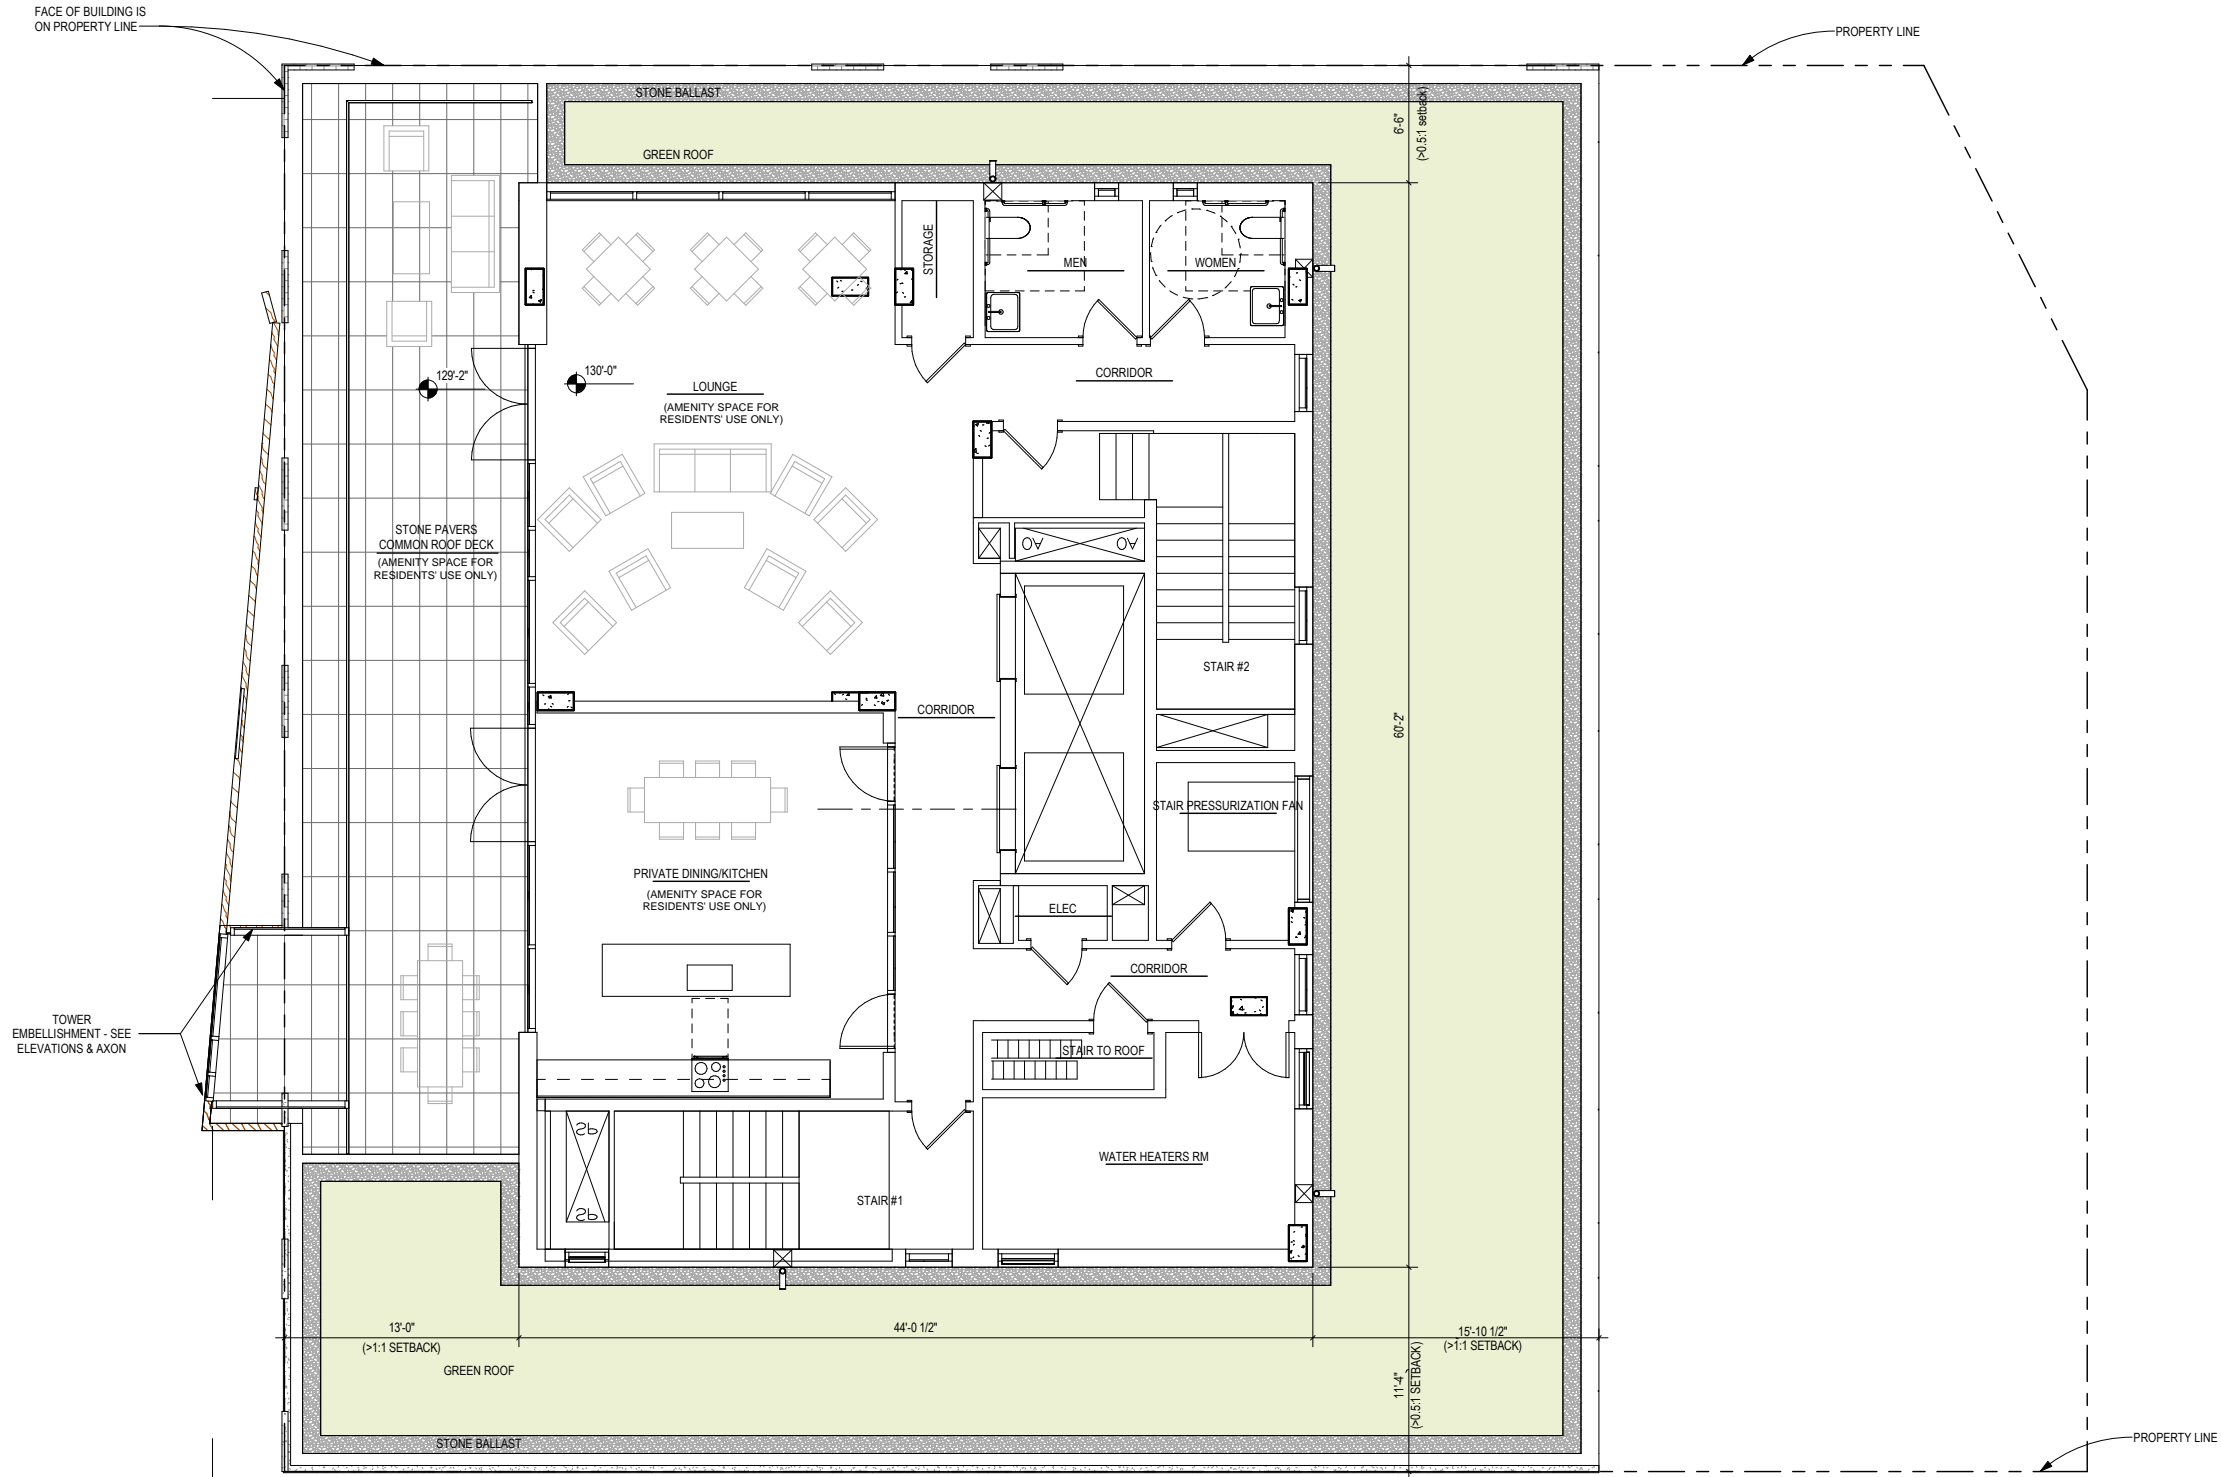 FACE OF BUILDING IS
ON PROPERTY LINE
PROPERTY LINE
STONE BALLAST
GREEN ROOF
6'-6"
(>0.5:1 setback)
STORAGE
MEN
WOMEN
129'-2"
130'-0"
LOUNGE
(AMENITY SPACE FOR
RESIDENTS' USE ONLY)
CORRIDOR
STONE PAVERS
COMMON ROOF DECK
(AMENITY SPACE FOR
RESIDENTS' USE ONLY)
OA
OA
STAIR #2
CORRIDOR
60'-2"
STAIR PRESSURIZATION FAN
PRIVATE DINING/KITCHEN
(AMENITY SPACE FOR
RESIDENTS' USE ONLY)
ELEC
CORRIDOR
TOWER
EMBELLISHMENT - SEE
ELEVATIONS & AXON
STAIR TO ROOF
SP
SP
WATER HEATERS RM
STAIR #1
13'-0"
(>1:1 SETBACK)
44'-0 1/2"
15'-10 1/2"
(>1:1 SETBACK)
GREEN ROOF
11'-4"
(>0.5:1 SETBACK)
STONE BALLAST
PROPERTY LINE